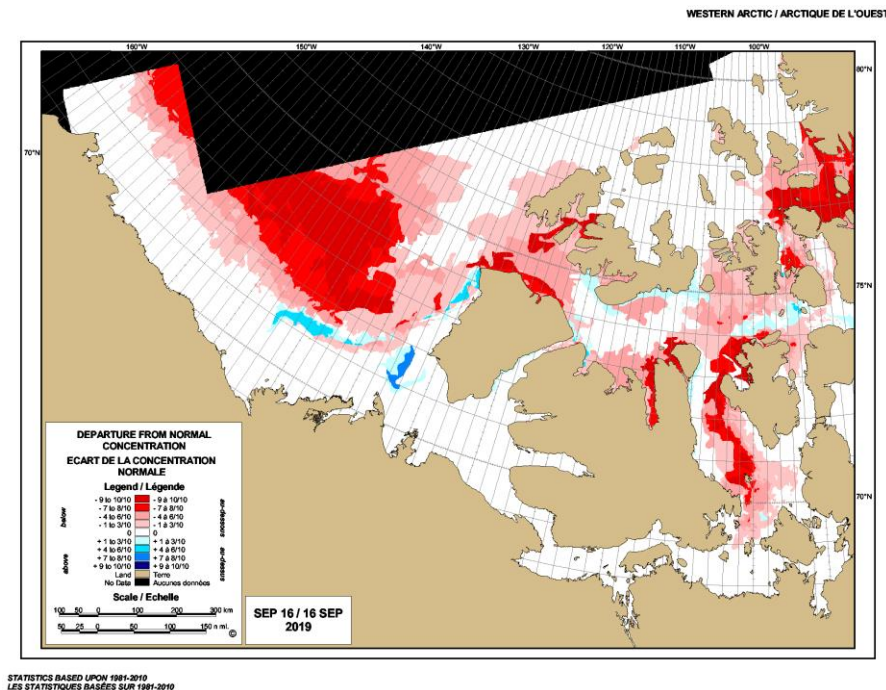 WESTERN ARCTIC / ARCTIQUE DE L'OUEST
160°W
150°W
140°W
130°W
120°W
110°W
100°W
80°N
70°N
75°N
70°N
DEPARTURE FROM NORMAL
CONCENTRATION
ECART DE LA CONCENTRATION
NORMALE
Legend / Légende
below
au-dessous
- 9 to 10/10 - 9 à 10/10
- 7 to 8/10 - 7 à 8/10
- 4 to 6/10 - 4 à 6/10
- 1 to 3/10 - 1 à 3/10
0 0
+ 1 to 3/10 + 1 à 3/10
+ 4 to 6/10 + 4 à 6/10
+ 7 to 8/10 + 7 à 8/10
+ 9 to 10/10 + 9 à 10/10
above
au-dessus
Land Terre
No Data Aucunes données
Scale / Echelle
100 50 0 100 200 300 km
50 25 0 50 100 150 n mi.
©
SEP 16 / 16 SEP
2019
STATISTICS BASED UPON 1981-2010
LES STATISTIQUES BASÉES SUR 1981-2010